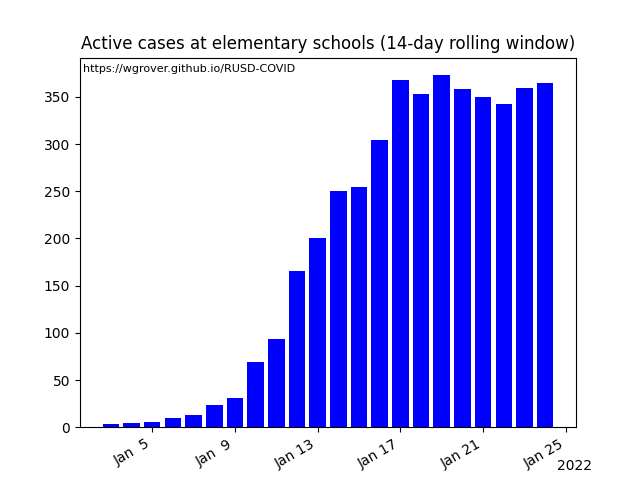 Active cases at elementary schools (14-day rolling window)
https://wgrover.github.io/RUSD-COVID
350
300
250
200
150
100
50
0
Jan 5
Jan 9
Jan 13
Jan 17
Jan 21
Jan 25
2022